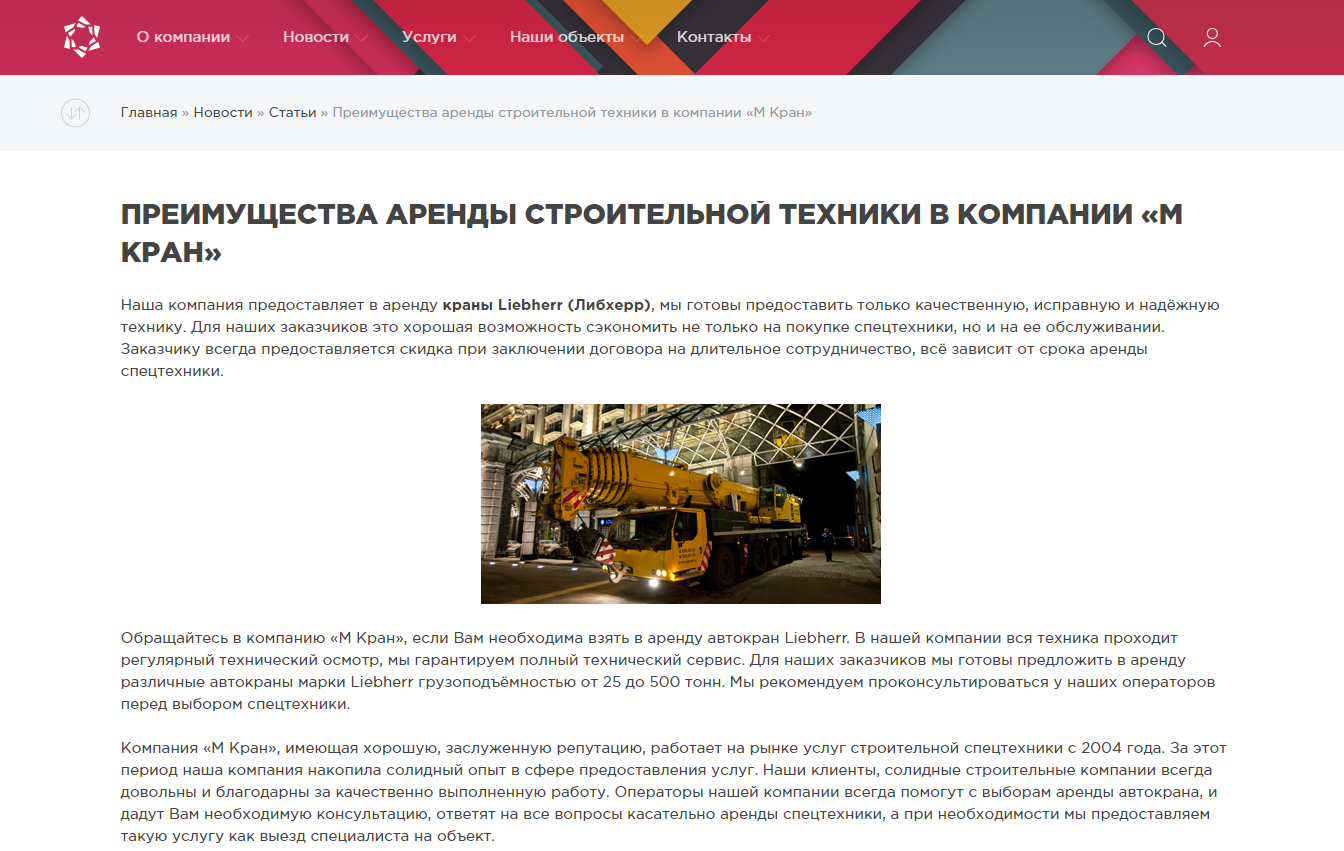 О компании Новости Услуги Наши объекты Контакты
Главная » Новости » Статьи » Преимущества аренды строительной техники в компании «М Кран»
ПРЕИМУЩЕСТВА АРЕНДЫ СТРОИТЕЛЬНОЙ ТЕХНИКИ В КОМПАНИИ «М
КРАН»
Наша компания предоставляет в аренду краны Liebherr (Либхерр), мы готовы предоставить только качественную, исправную и надёжную
технику. Для наших заказчиков это хорошая возможность сэкономить не только на покупке спецтехники, но и на ее обслуживании.
Заказчику всегда предоставляется скидка при заключении договора на длительное сотрудничество, всё зависит от срока аренды
спецтехники.
Обращайтесь в компанию «М Кран», если Вам необходима взять в аренду автокран Liebherr. В нашей компании вся техника проходит
регулярный технический осмотр, мы гарантируем полный технический сервис. Для наших заказчиков мы готовы предложить в аренду
различные автокраны марки Liebherr грузоподъёмностью от 25 до 500 тонн. Мы рекомендуем проконсультироваться у наших операторов
перед выбором спецтехники.
Компания «М Кран», имеющая хорошую, заслуженную репутацию, работает на рынке услуг строительной спецтехники с 2004 года. За этот
период наша компания накопила солидный опыт в сфере предоставления услуг. Наши клиенты, солидные строительные компании всегда
довольны и благодарны за качественно выполненную работу. Операторы нашей компании всегда помогут с выборам аренды автокрана, и
дадут Вам необходимую консультацию, ответят на все вопросы касательно аренды спецтехники, а при необходимости мы предоставляем
такую услугу как выезд специалиста на объект.